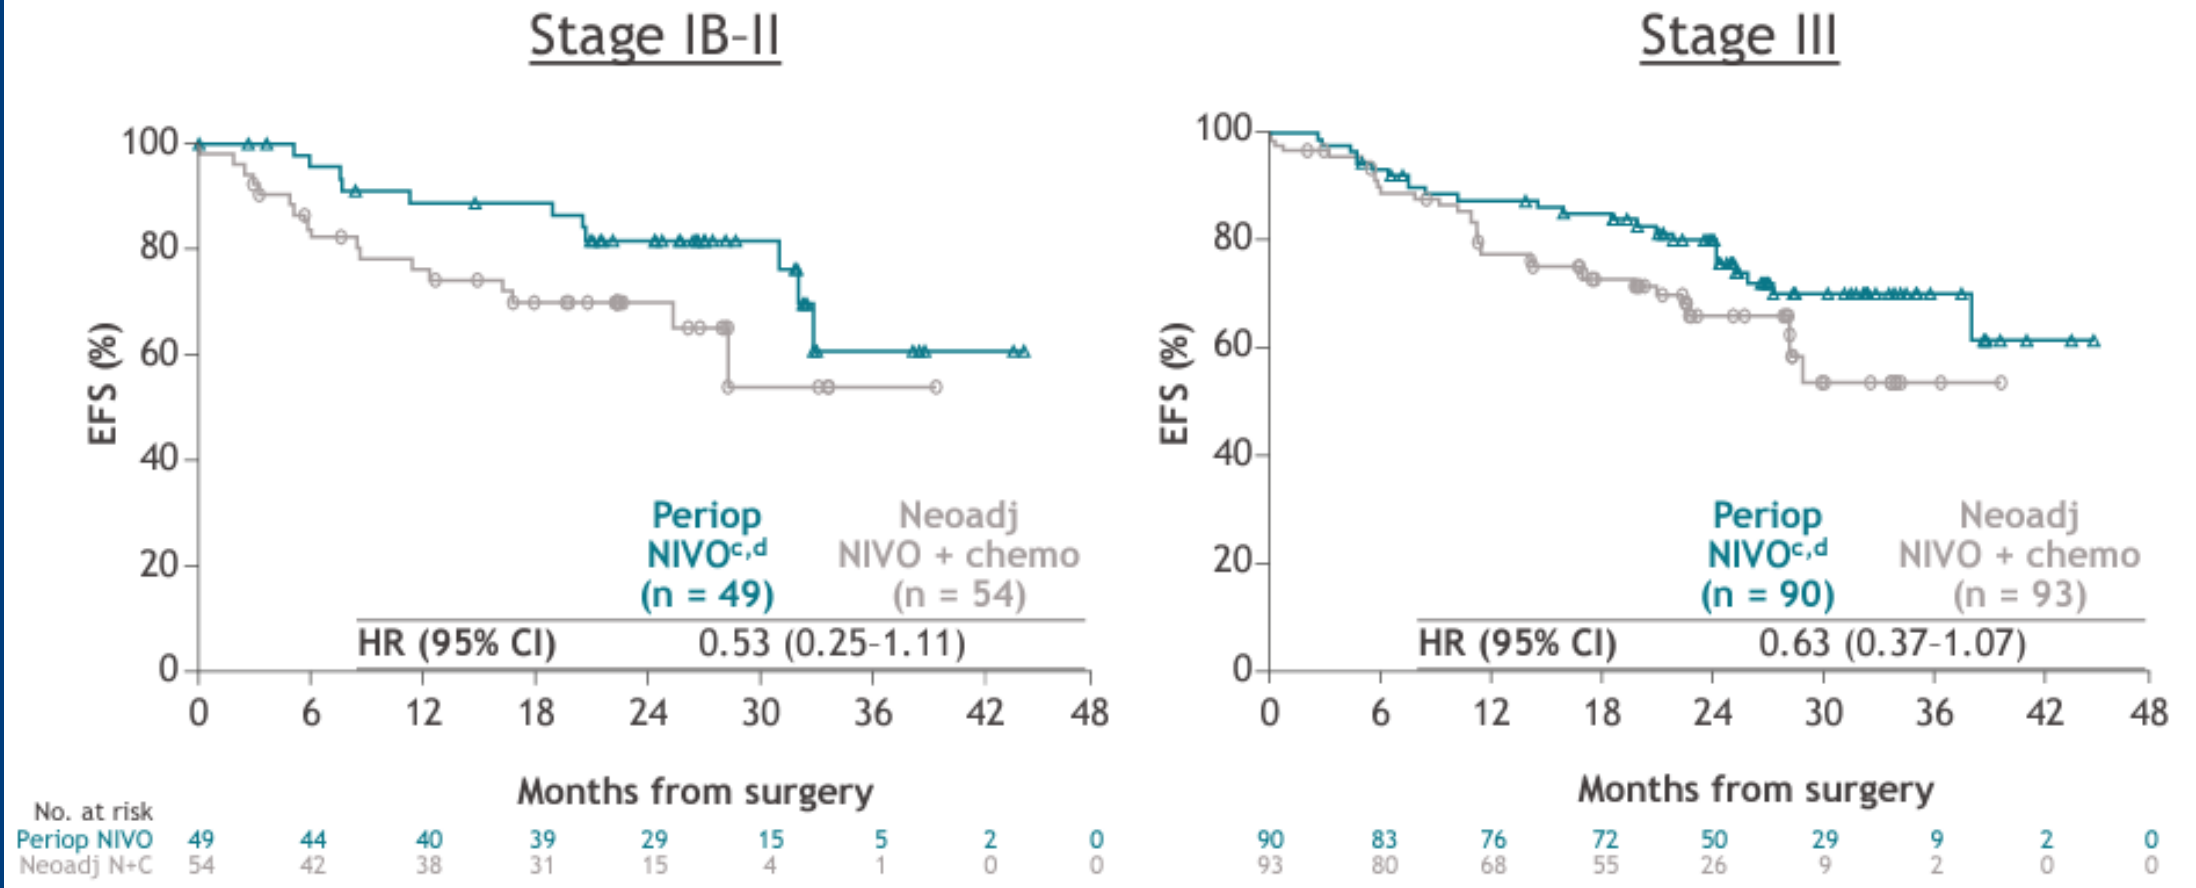 Stage IB-II
100
80
60
40
20
0
EFS (%)
Periop
NIVOc,d
(n = 49)
Neoadj
NIVO + chemo
(n = 54)
HR (95% CI) 0.53 (0.25-1.11)
0 6 12 18 24 30 36 42 48
Months from surgery
Stage III
100
80
60
40
20
0
EFS (%)
Periop
NIVOc,d
(n = 90)
Neoadj
NIVO + chemo
(n = 93)
HR (95% CI) 0.63 (0.37-1.07)
0 6 12 18 24 30 36 42 48
Months from surgery
No. at risk
Periop NIVO 49 44 40 39 29 15 5 2 0 90 83 76 72 50 29 9 2 0
Neoadj N+C 54 42 38 31 15 4 1 0 0 93 80 68 55 26 9 2 0 0